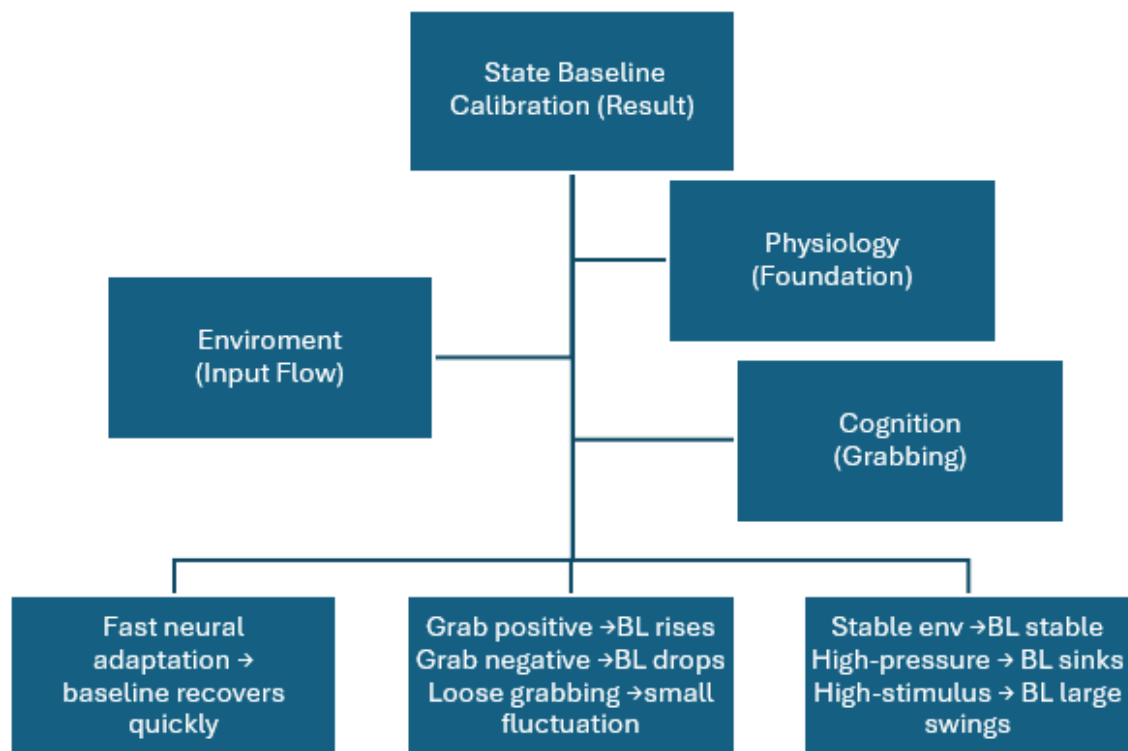 State Baseline
Calibration (Result)
Physiology
(Foundation)
Enviroment
(Input Flow)
Cognition
(Grabbing)
Fast neural
adaptation →
baseline recovers
quickly
Grab positive →BL rises
Grab negative →BL drops
Loose grabbing →small
fluctuation
Stable env →BL stable
High-pressure → BL sinks
High-stimulus → BL large
swings